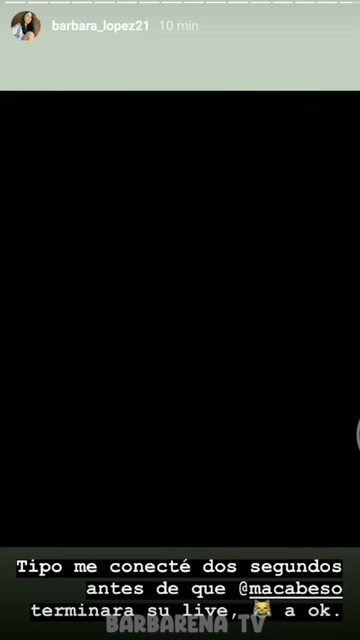 barbara_lopez21 10 min
Tipo me conecté dos segundos
antes de que @macabeso
terminara su live, 😹 a ok.
BARBARENA TV